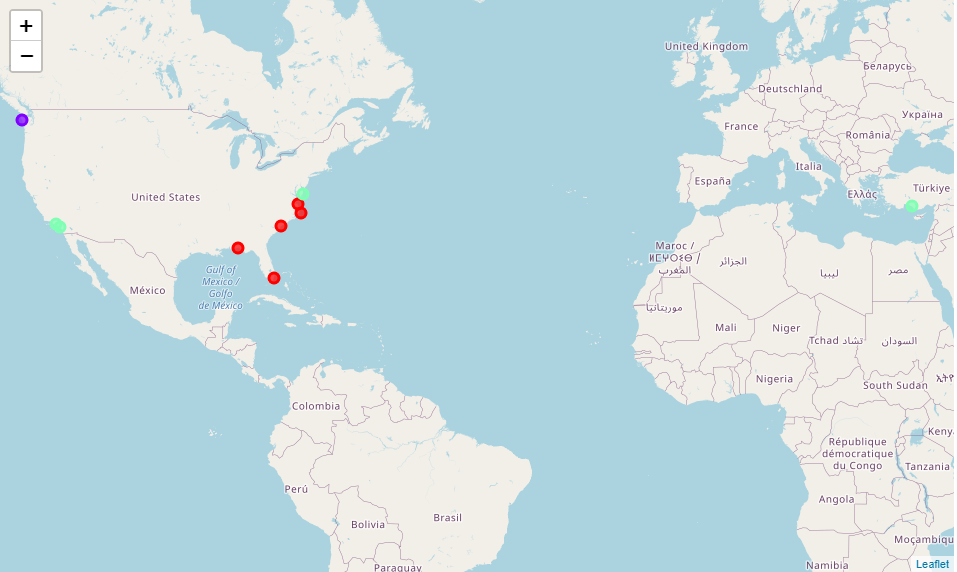 +
−
United Kingdom
Беларусь
Deutschland
Україна
France
România
Italia
España
Ελλάς
Türkiye
United States
Maroc /
ⵍⵎⵖⵔⵉⴱ /
المغرب
الجزائر
ليبيا
مصر
Gulf of
Mexico /
Golfo
de México
México
موريتانيا
Mali
Niger
Tchad تشاد
السودان
Nigeria
South Sudan
Colombia
République
démocratique
du Congo
Kenya
Tanzania
Perú
Angola
Brasil
Bolivia
Moçambiqu
Namibia
Paraguay
Leaflet